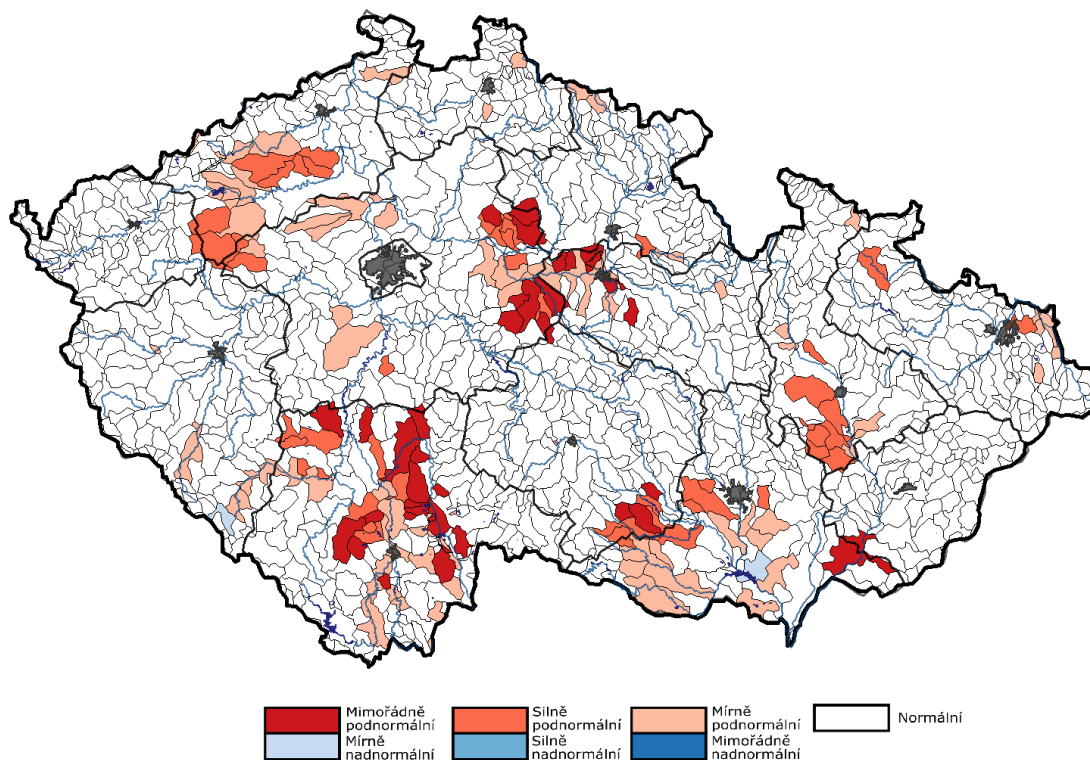 Mimořádně
podnormální
Silně
podnormální
Mírně
podnormální
Normální
Mírně
nadnormální
Silně
nadnormální
Mimořádně
nadnormální